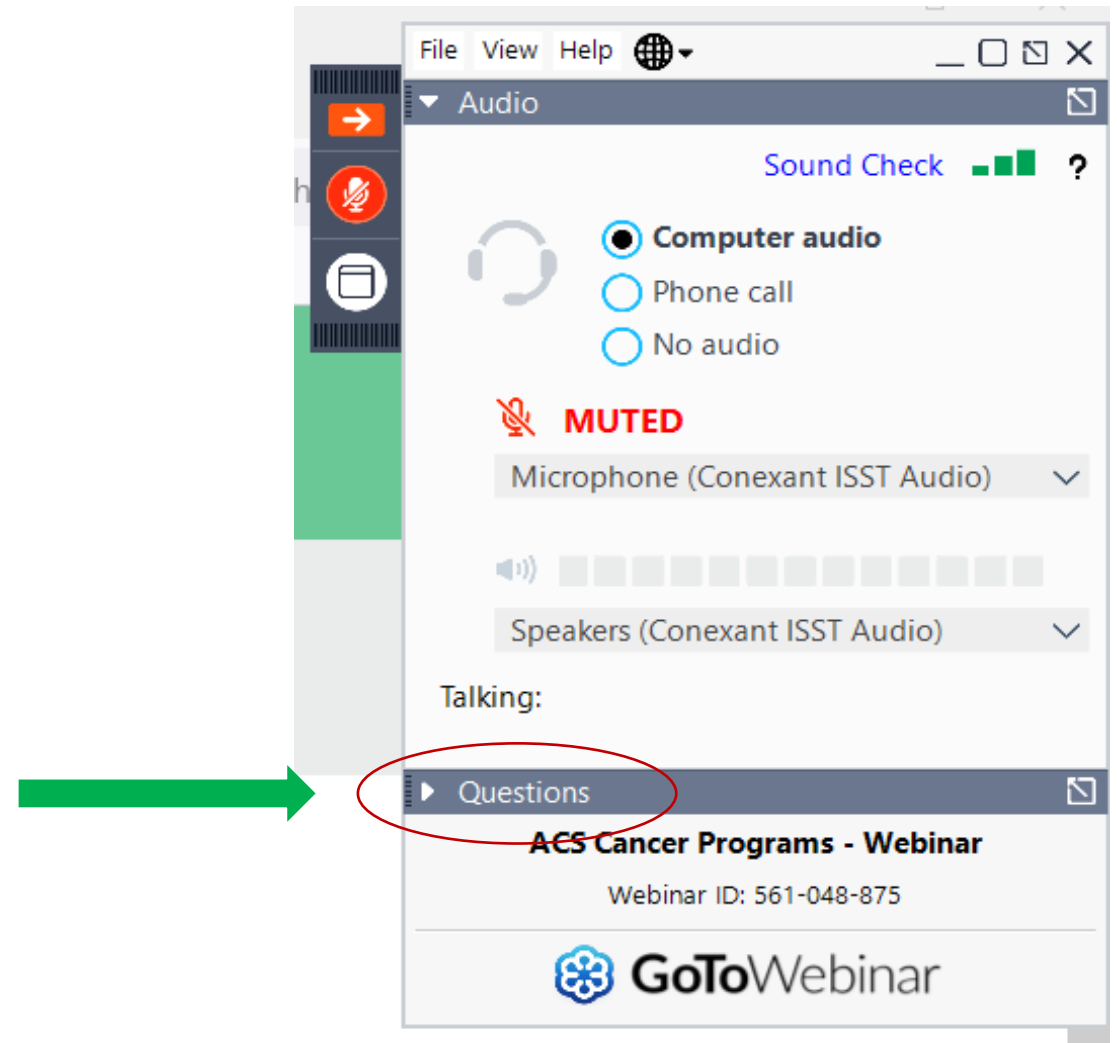 File View Help
Audio
Sound Check ?
h
Computer audio
Phone call
No audio
MUTED
Microphone (Conexant ISST Audio)
Speakers (Conexant ISST Audio)
Talking:
Questions
ACS Cancer Programs - Webinar
Webinar ID: 561-048-875
GoToWebinar